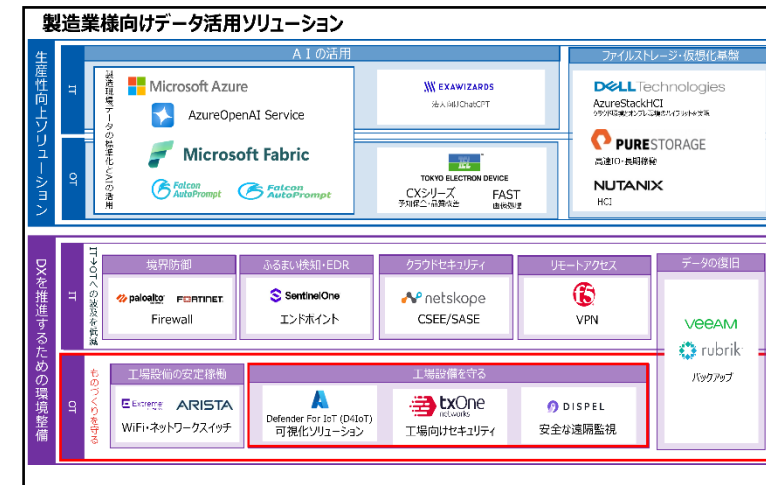 製造業様向けデータ活用ソリューション
生産性向上ソリューション
IT
OT
AIの活用
製造現場データの標準化とAIの活用
Microsoft Azure
AzureOpenAI Service
Microsoft Fabric
Falcon AutoPrompt
Falcon AutoPrompt
EXAWIZARDS
法人向けChatGPT
TOKYO ELECTRON DEVICE
CXシリーズ
予知保全・品質改善
FAST
画像処理
ファイルストレージ・仮想化基盤
DELLTechnologies
AzureStackHCI
PURESTORAGE
高速IO・長期稼働
NUTANIX
HCI
DXを推進するための環境整備
IT
OT
IT→OTへの波及を低減
境界防御
paloalto
FORTINET
Firewall
ふるまい検知・EDR
SentinelOne
エンドポイント
クラウドセキュリティ
netskope
CSEE/SASE
リモートアクセス
f5
VPN
データの復旧
veeAM
rubrik
バックアップ
ものづくりを守る
工場設備の安定稼働
Extreme
ARISTA
WiFi・ネットワークスイッチ
工場設備を守る
Defender For IoT (D4IoT)
可視化ソリューション
txOne
networks
工場向けセキュリティ
DISPEL
安全な遠隔監視